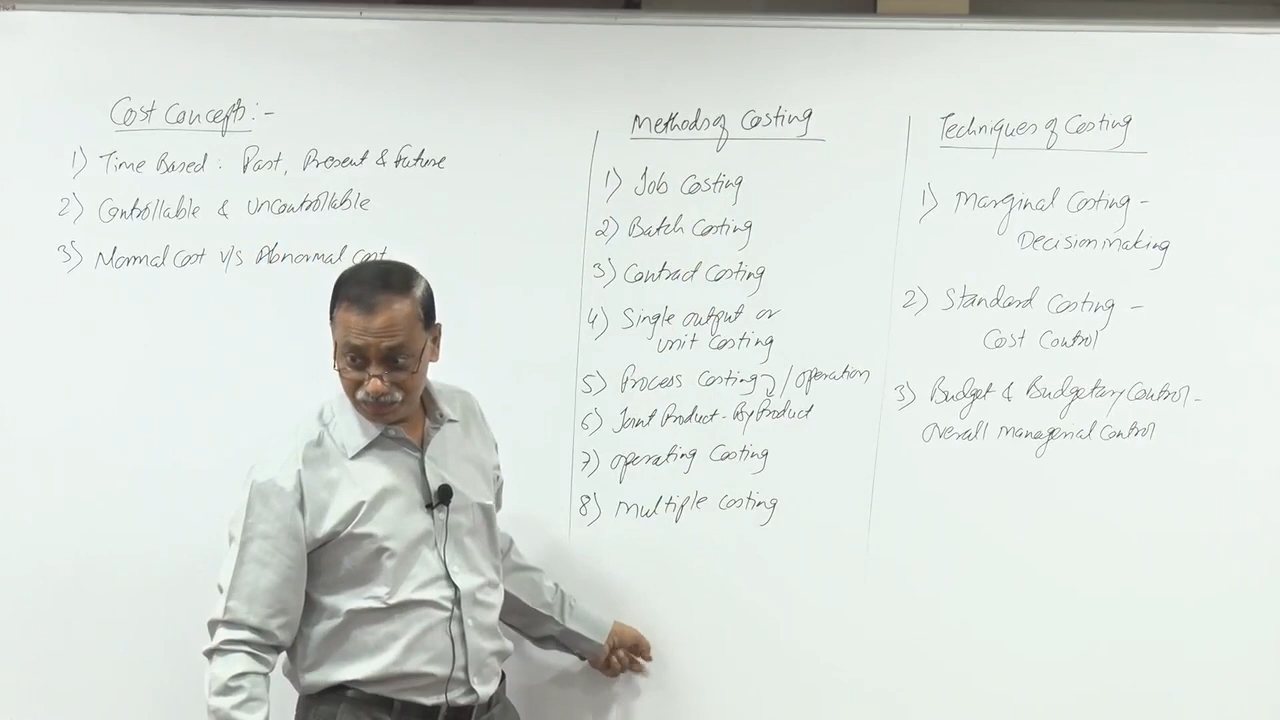 Cost Concepts:-
1) Time Based: Past, Present & Future
2) Controllable & Uncontrollable
3) Normal Cost v/s Abnormal Cost
Methods of Costing
1) Job Costing
2) Batch Costing
3) Contract Costing
4) Single output or
unit Costing
5) Process Costing / operation
6) Joint Product - By Product
7) operating Costing
8) Multiple Costing
Techniques of Costing
1) Marginal Costing -
Decision making
2) Standard Costing -
Cost Control
3) Budget & Budgetary Control -
Overall Managerial Control